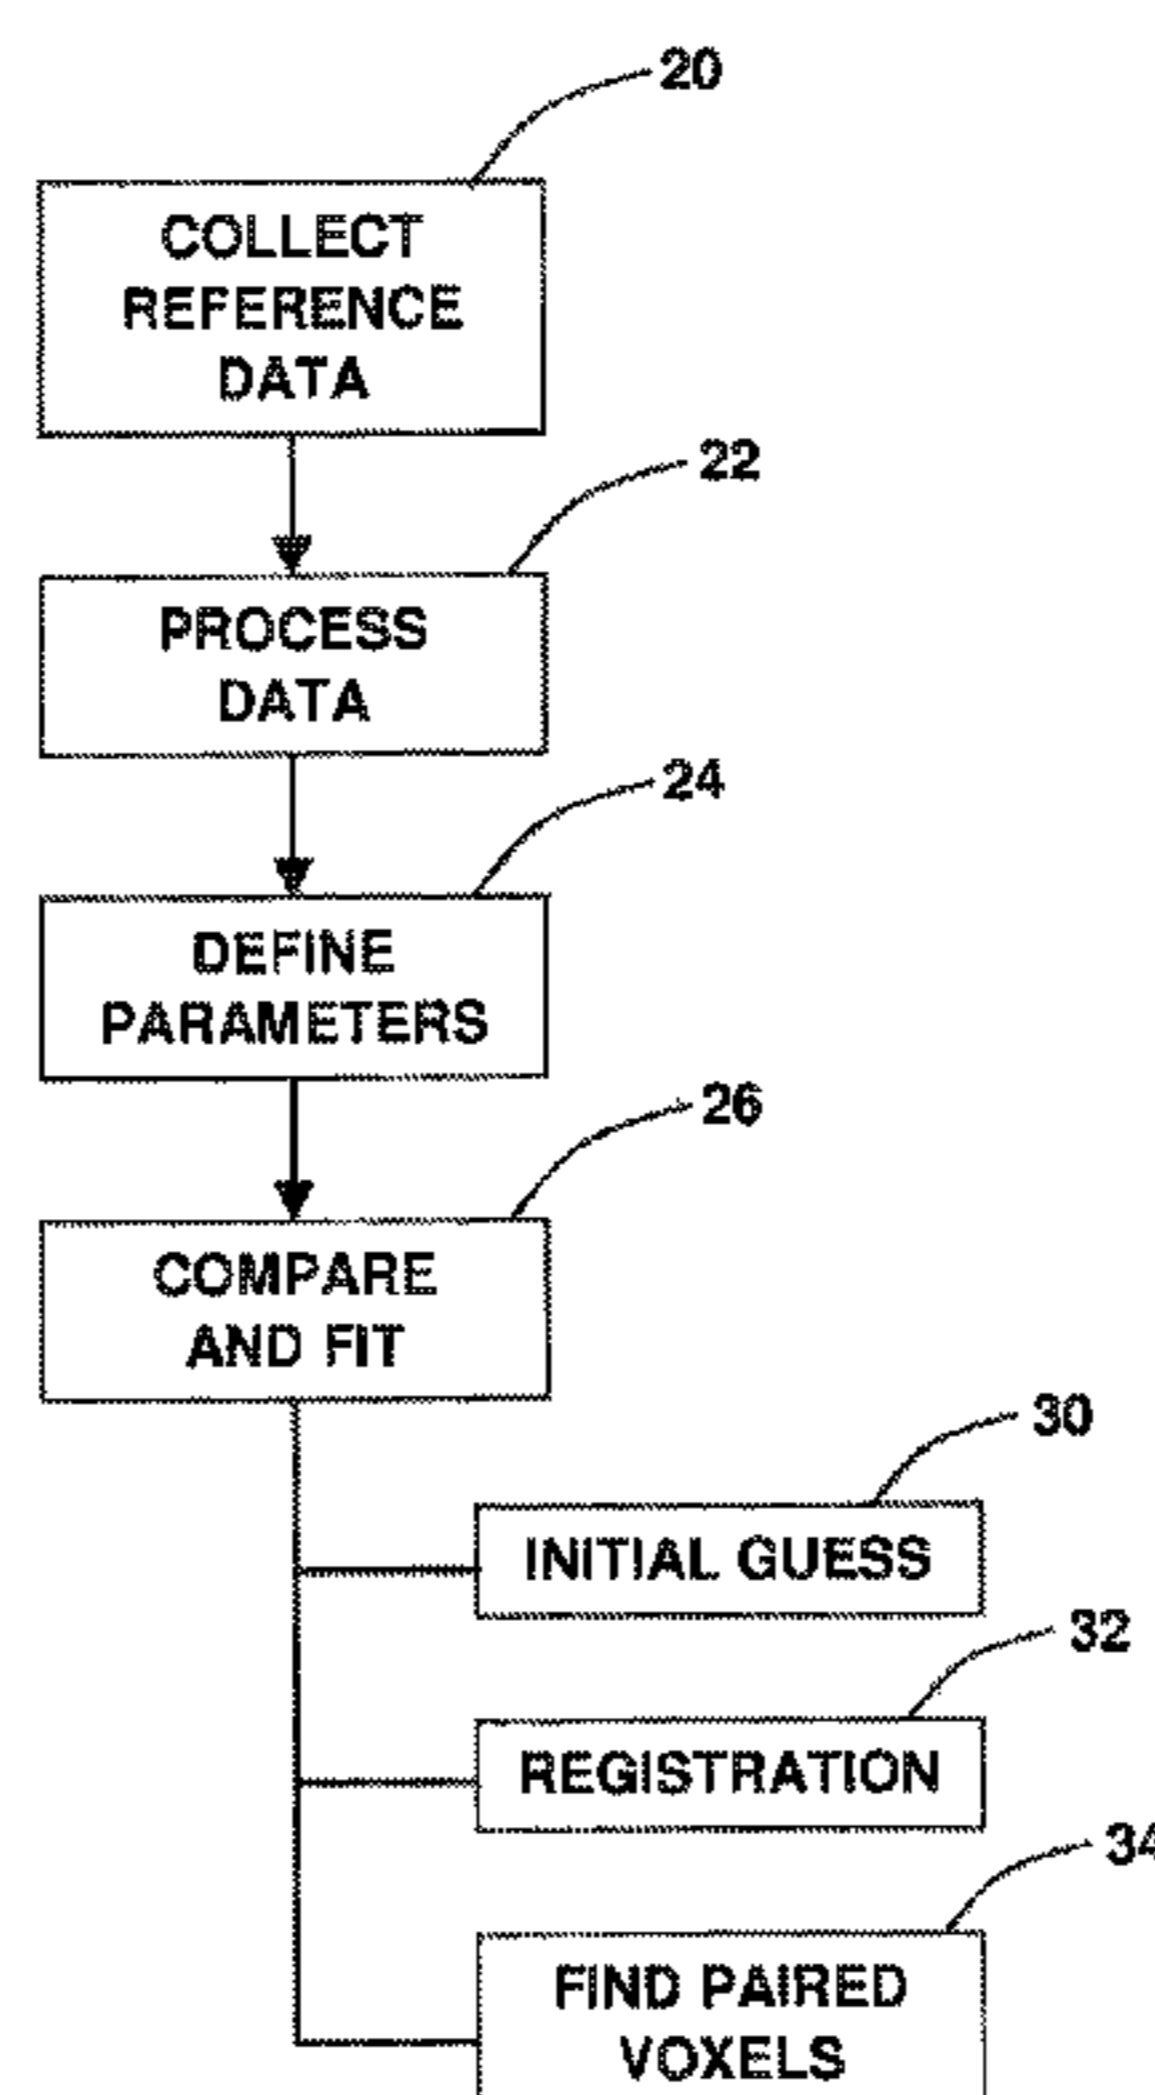 20
COLLECT
REFERENCE
DATA
22
PROCESS
DATA
24
DEFINE
PARAMETERS
26
COMPARE
AND FIT
30
INITIAL GUESS
32
REGISTRATION
34
FIND PAIRED
VOXELS